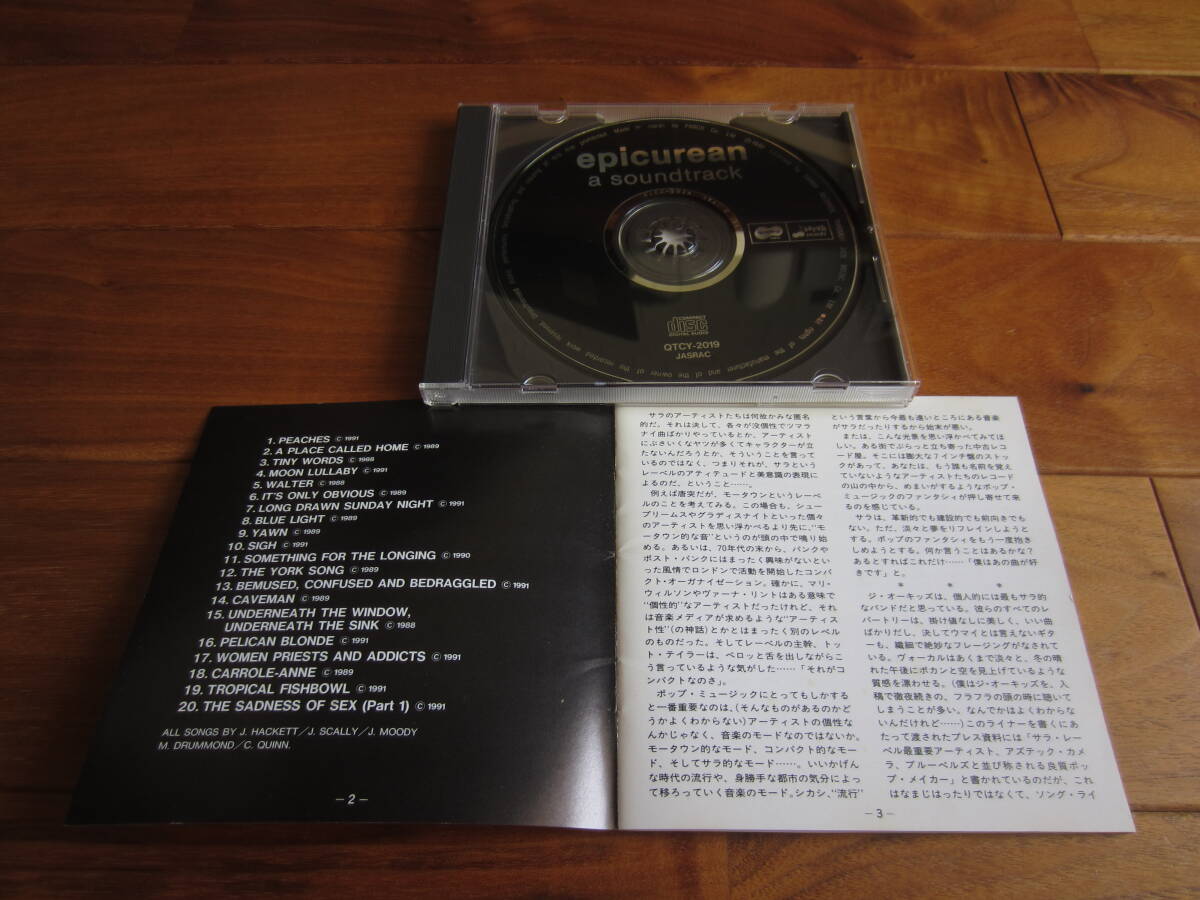 epicurean
a soundtrack
COMPACT
disc
DIGITAL AUDIO
QTCY-2019
JASRAC
1. PEACHES © 1991
2. A PLACE CALLED HOME © 1989
3. TINY WORDS © 1988
4. MOON LULLABY © 1991
5. WALTER © 1988
6. IT'S ONLY OBVIOUS © 1989
7. LONG DRAWN SUNDAY NIGHT © 1991
8. BLUE LIGHT © 1989
9. YAWN © 1989
10. SIGH © 1991
11. SOMETHING FOR THE LONGING © 1990
12. THE YORK SONG © 1989
13. BEMUSED, CONFUSED AND BEDRAGGLED © 1991
14. CAVEMAN © 1989
15. UNDERNEATH THE WINDOW,
UNDERNEATH THE SINK © 1988
16. PELICAN BLONDE © 1991
17. WOMEN PRIESTS AND ADDICTS © 1991
18. CARROLE-ANNE © 1989
19. TROPICAL FISHBOWL © 1991
20. THE SADNESS OF SEX (Part 1) © 1991
ALL SONGS BY J. HACKETT/J. SCALLY/J. MOODY
M. DRUMMOND/C. QUINN.
—2—
サラのアーティストたちは何故かみな匿名
的だ。それは決して、各々が没個性でツマラ
ナイ曲ばかりやっているとか、アーティスト
にぶさいくなヤツが多くてキャラクターが立
たないんだろうとか、そういうことを言って
いるのではなく、つまりそれが、サラという
レーベルのアティテュードと美意識の表現に
よるのだ、ということ……。
例えば唐突だが、モータウンというレーベ
ルのことを考えてみる。この場合も、シュー
プリームスやグラディスナイトといった個々
のアーティストを思い浮かべるより先に、“モ
ータウン的な音”というのが頭の中で鳴り始
める。あるいは、70年代の末から、パンクや
ポスト・パンクにはまったく興味がないとい
った風情でロンドンで活動を開始したコンパ
クト・オーガナイゼーション。確かに、マリ・
ウィルソンやヴァーナ・リントはある意味で
“個性的”なアーティストだったけれど、それ
は音楽メディアが求めるような“アーティス
ト性”(の神話)とかとはまったく別のレベル
のものだった。そしてレーベルの主幹、トッ
ト・テイラーは、ペロッと舌を出しながらこ
う言っているような気がした……「それがコ
ンパクトなのさ」。
ポップ・ミュージックにとってもしかする
と一番重要なのは、(そんなものがあるのかど
うかよくわからない)アーティストの個性な
んかじゃなく、音楽のモードなのではないか。
モータウン的なモード、コンパクト的なモー
ド、そしてサラ的なモード……。いいかげん
な時代の流行や、身勝手な都市の気分によっ
て移ろっていく音楽のモード。シカシ、“流行”
という言葉から今最も遠いところにある音楽
がサラだったりするから始末が悪い。
または、こんな光景を思い浮かべてみてほ
しい。ある街でぶらっと立ち寄った中古レコ
ード屋。そこには膨大な7インチ盤のストッ
クがあって、あなたは、もう誰も名前を覚え
ていないようなアーティストたちのレコード
の山の中から、めまいがするようなポップ・
ミュージックのファンタシィが押し寄せて来
るのを感じている。
サラは、革新的でも建設的でも前向きでも
ない。ただ、淡々と夢をリフレインしようと
する。ポップのファンタシィをもう一度抱き
しめようとする。何か言うことはあるかな?
あるとすればこれだけ……「僕はあの曲が好
きです」と。
* * * *
ジ・オーキッズは、個人的には最もサラ的
なバンドだと思っている。彼らのすべてのレ
パートリーは、掛け値なしに美しく、いい曲
ばかりだし、決してウマイとは言えないギタ
ーも、繊細で絶妙なフレージングがなされて
いる。ヴォーカルはあくまで淡々と、冬の晴
れた午後にポカンと空を見上げているような
質感を漂わせる。(僕はジ・オーキッズを、入
稿で徹夜続きの、フラフラの頭の時に聴いて
しまうことが多い。なんでかはよくわからな
いんだけれど……)このライナーを書くにあ
たって渡されたプレス資料には「サラ・レー
ベル最重要アーティスト、アズテック・カメ
ラ、ブルーベルズと並び称される良質ポッ
プ・メイカー」と書かれているのだが、これ
はなまじはったりではなくて、ソング・ライ
—3—